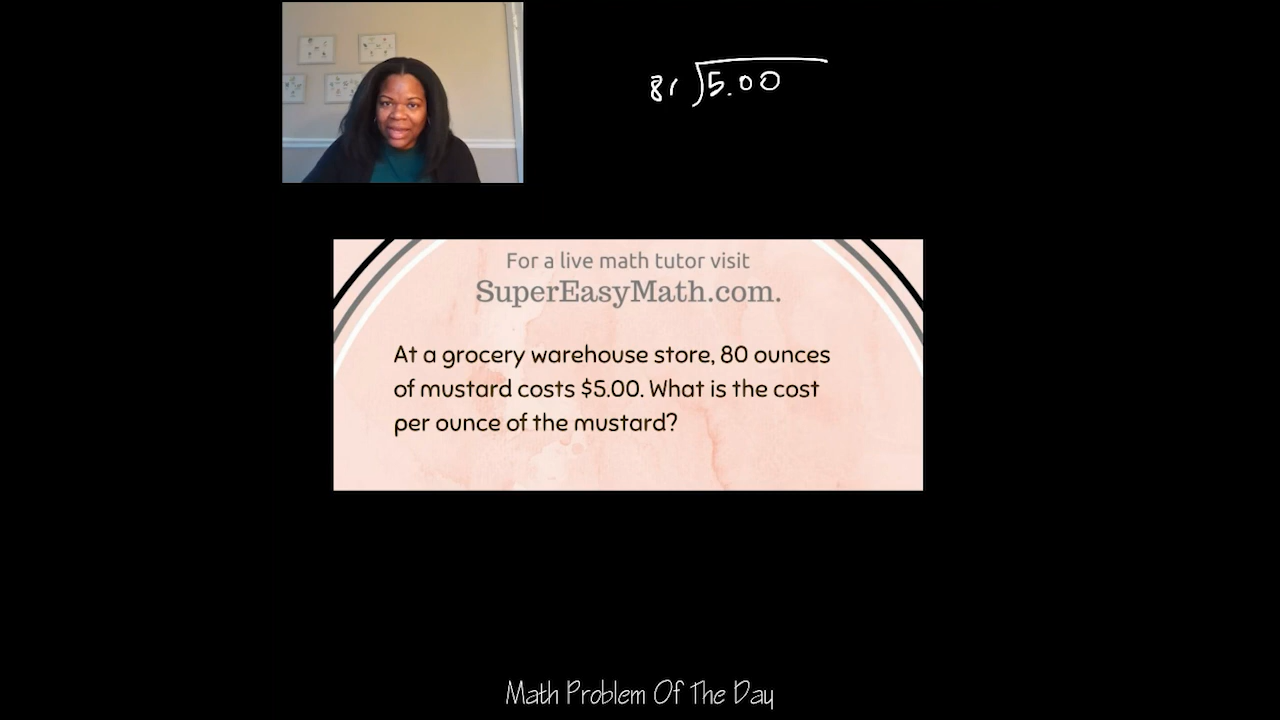 81 5.00
For a live math tutor visit
SuperEasyMath.com.
At a grocery warehouse store, 80 ounces
of mustard costs $5.00. What is the cost
per ounce of the mustard?
Math Problem Of The Day